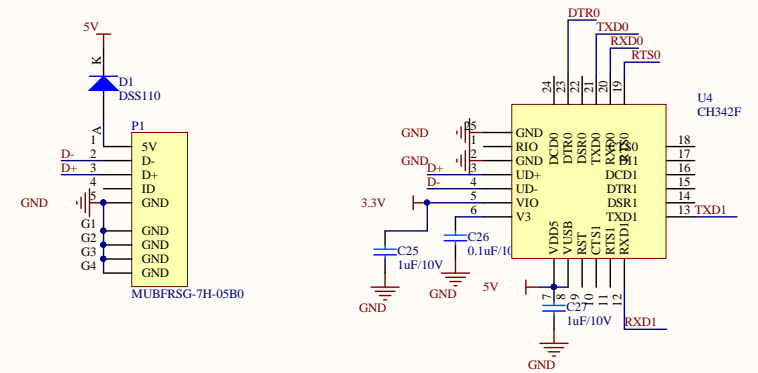 5V
K
D1
DSS110
A
P1
1 5V
D- 2 D-
D+ 3 D+
4 ID
GND 5 GND
G1 GND
G2 GND
G3 GND
G4 GND
MUBFRSG-7H-05B0
DTR0
TXD0
RXD0
RTS0
U4
CH342F
24 23 22 21 20 19
DCD0 DTR0 DSR0 TXD0 RXD0 RTS0
GND 25 GND
1 RIO
GND 2 GND
D+ 3 UD+
D- 4 UD-
3.3V 5 VIO
6 V3
CTS0 18
RI1 17
DCD1 16
DTR1 15
DSR1 14
TXD1 13 TXD1
VDD5 VUSB RST CTS1 RTS1 RXD1
7 8 9 10 11 12
C25
1uF/10V
GND
C26
0.1uF/10
GND
5V
C27
1uF/10V
GND
RXD1